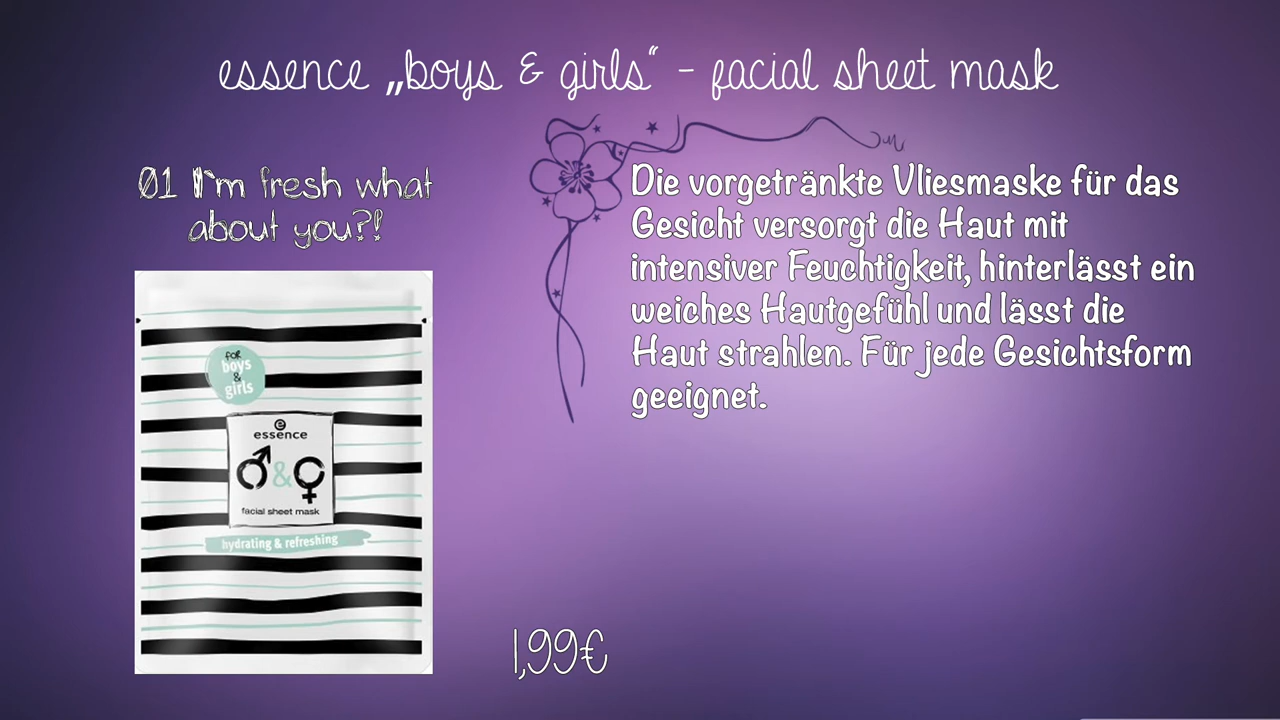 essence „boys & girls“ - facial sheet mask
01 I'm fresh what
about you?!
Die vorgetränkte Vliesmaske für das
Gesicht versorgt die Haut mit
intensiver Feuchtigkeit, hinterlässt ein
weiches Hautgefühl und lässt die
Haut strahlen. Für jede Gesichtsform
geeignet.
for
boys
&
girls
e
essence
&
facial sheet mask
hydrating & refreshing
1,99€